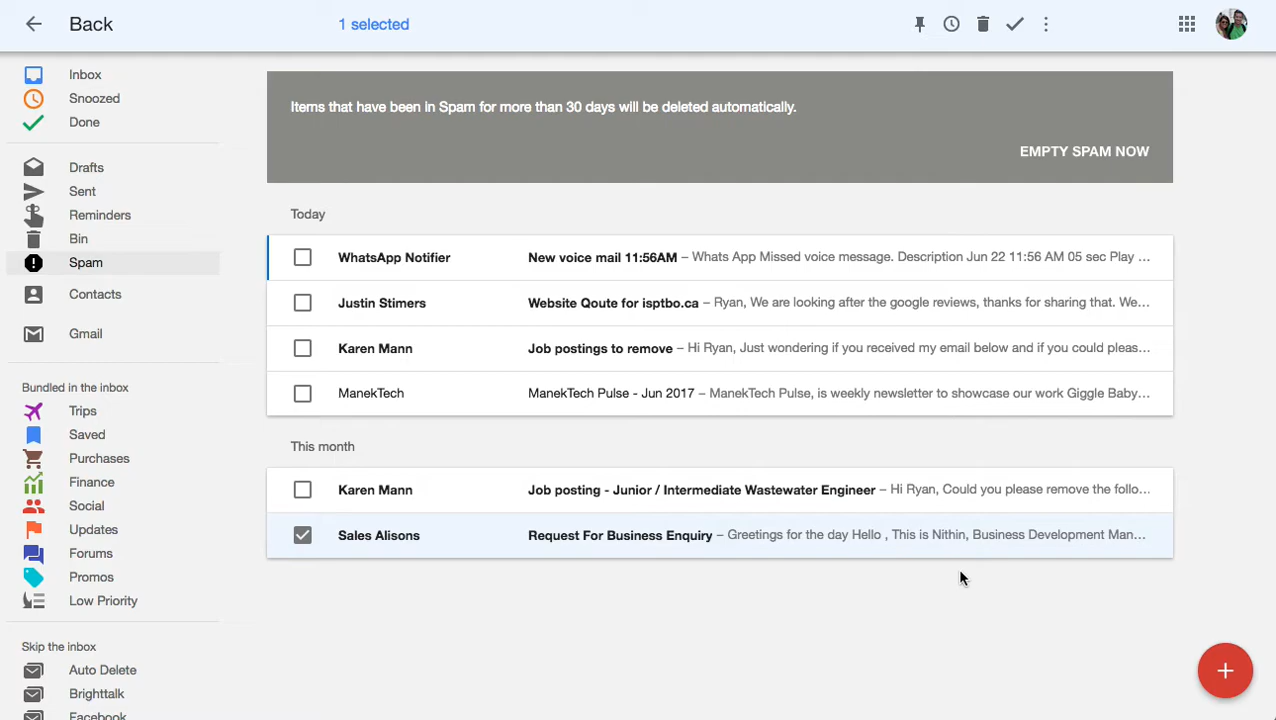 Back
1 selected
Inbox
Snoozed
Done
Drafts
Sent
Reminders
Bin
Spam
Contacts
Gmail
Bundled in the inbox
Trips
Saved
Purchases
Finance
Social
Updates
Forums
Promos
Low Priority
Skip the inbox
Auto Delete
Brighttalk
Facebook
Items that have been in Spam for more than 30 days will be deleted automatically.
EMPTY SPAM NOW
Today
WhatsApp Notifier New voice mail 11:56AM – Whats App Missed voice message. Description Jun 22 11:56 AM 05 sec Play ...
Justin Stimers Website Qoute for isptbo.ca – Ryan, We are looking after the google reviews, thanks for sharing that. We...
Karen Mann Job postings to remove – Hi Ryan, Just wondering if you received my email below and if you could pleas...
ManekTech ManekTech Pulse - Jun 2017 – ManekTech Pulse, is weekly newsletter to showcase our work Giggle Baby...
This month
Karen Mann Job posting - Junior / Intermediate Wastewater Engineer – Hi Ryan, Could you please remove the follo...
Sales Alisons Request For Business Enquiry – Greetings for the day Hello , This is Nithin, Business Development Man...